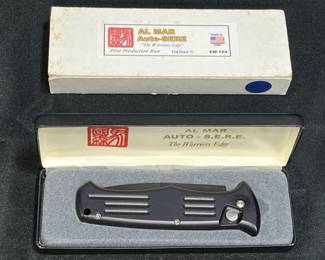 AL MAR
Auto-SERE
"The Warriors Edge"
First Production Run
AL MAR
AUTO - S.E.R.E.
The Warriors Edge